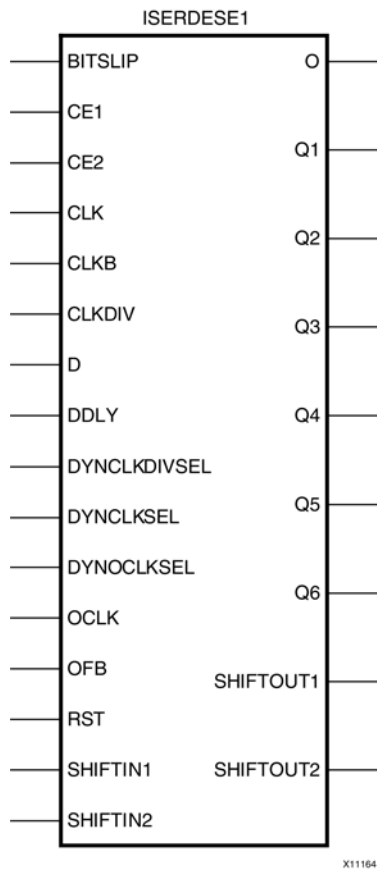 ISERDESE1
BITSLIP
O
CE1
Q1
CE2
CLK
Q2
CLKB
CLKDIV
Q3
D
DDLY
Q4
DYNCLKDIVSEL
Q5
DYNCLKSEL
DYNOCLKSEL
Q6
OCLK
OFB
SHIFTOUT1
RST
SHIFTIN1
SHIFTOUT2
SHIFTIN2
X11164